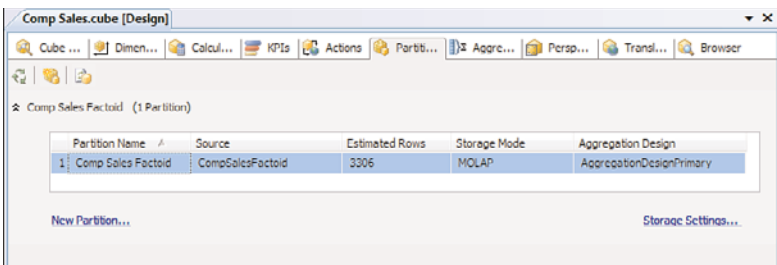 Comp Sales.cube [Design]
Cube ... Dimen... Calcul... KPIs Actions Partiti... Aggre... Persp... Transl... Browser
Comp Sales Factoid (1 Partition)
Partition Name Source Estimated Rows Storage Mode Aggregation Design
1 Comp Sales Factoid CompSalesFactoid 3306 MOLAP AggregationDesignPrimary
New Partition... Storage Settings...